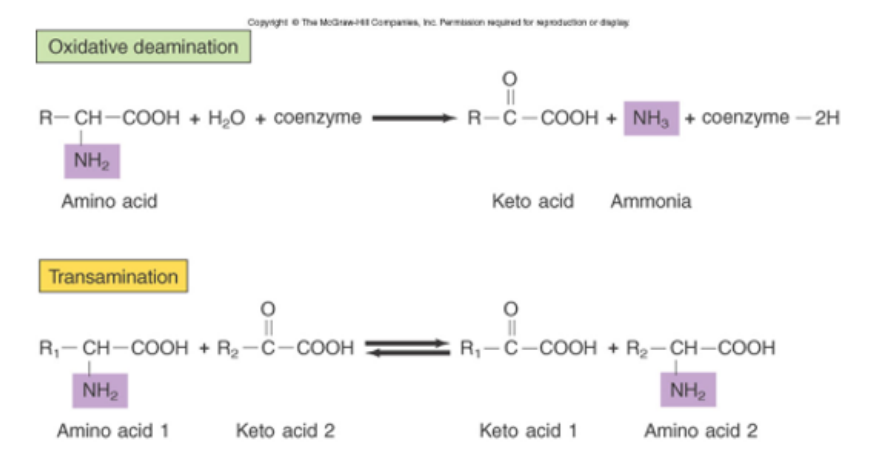 Copyright © The McGraw-Hill Companies, Inc. Permission required for reproduction or display.
Oxidative deamination
O
R–CH–COOH + H₂O + coenzyme R–C–COOH + NH₃ + coenzyme–2H
NH₂
Amino acid Keto acid Ammonia
Transamination
O O
R₁–CH–COOH + R₂–C–COOH R₁–C–COOH + R₂–CH–COOH
NH₂ NH₂
Amino acid 1 Keto acid 2 Keto acid 1 Amino acid 2